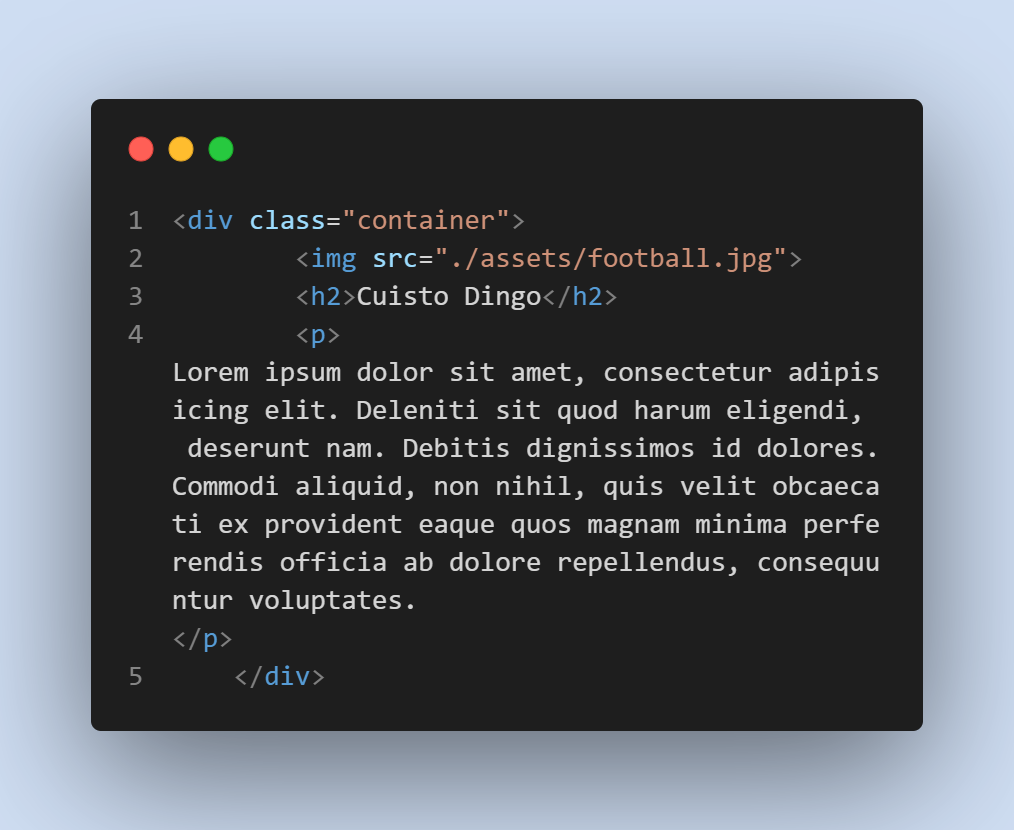 1 <div class="container">
2         <img src="./assets/football.jpg">
3         <h2>Cuisto Dingo</h2>
4         <p>
Lorem ipsum dolor sit amet, consectetur adipis
icing elit. Deleniti sit quod harum eligendi,
 deserunt nam. Debitis dignissimos id dolores.
Commodi aliquid, non nihil, quis velit obcaeca
ti ex provident eaque quos magnam minima perfe
rendis officia ab dolore repellendus, consequu
ntur voluptates.
</p>
5     </div>